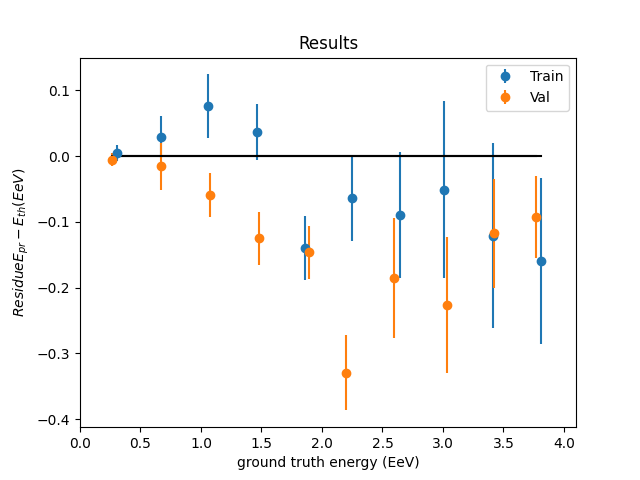 Results
Train
Val
0.1
0.0
−0.1
−0.2
−0.3
−0.4
ResidueE_{pr} − E_{th}(EeV)
0.0 0.5 1.0 1.5 2.0 2.5 3.0 3.5 4.0
ground truth energy (EeV)